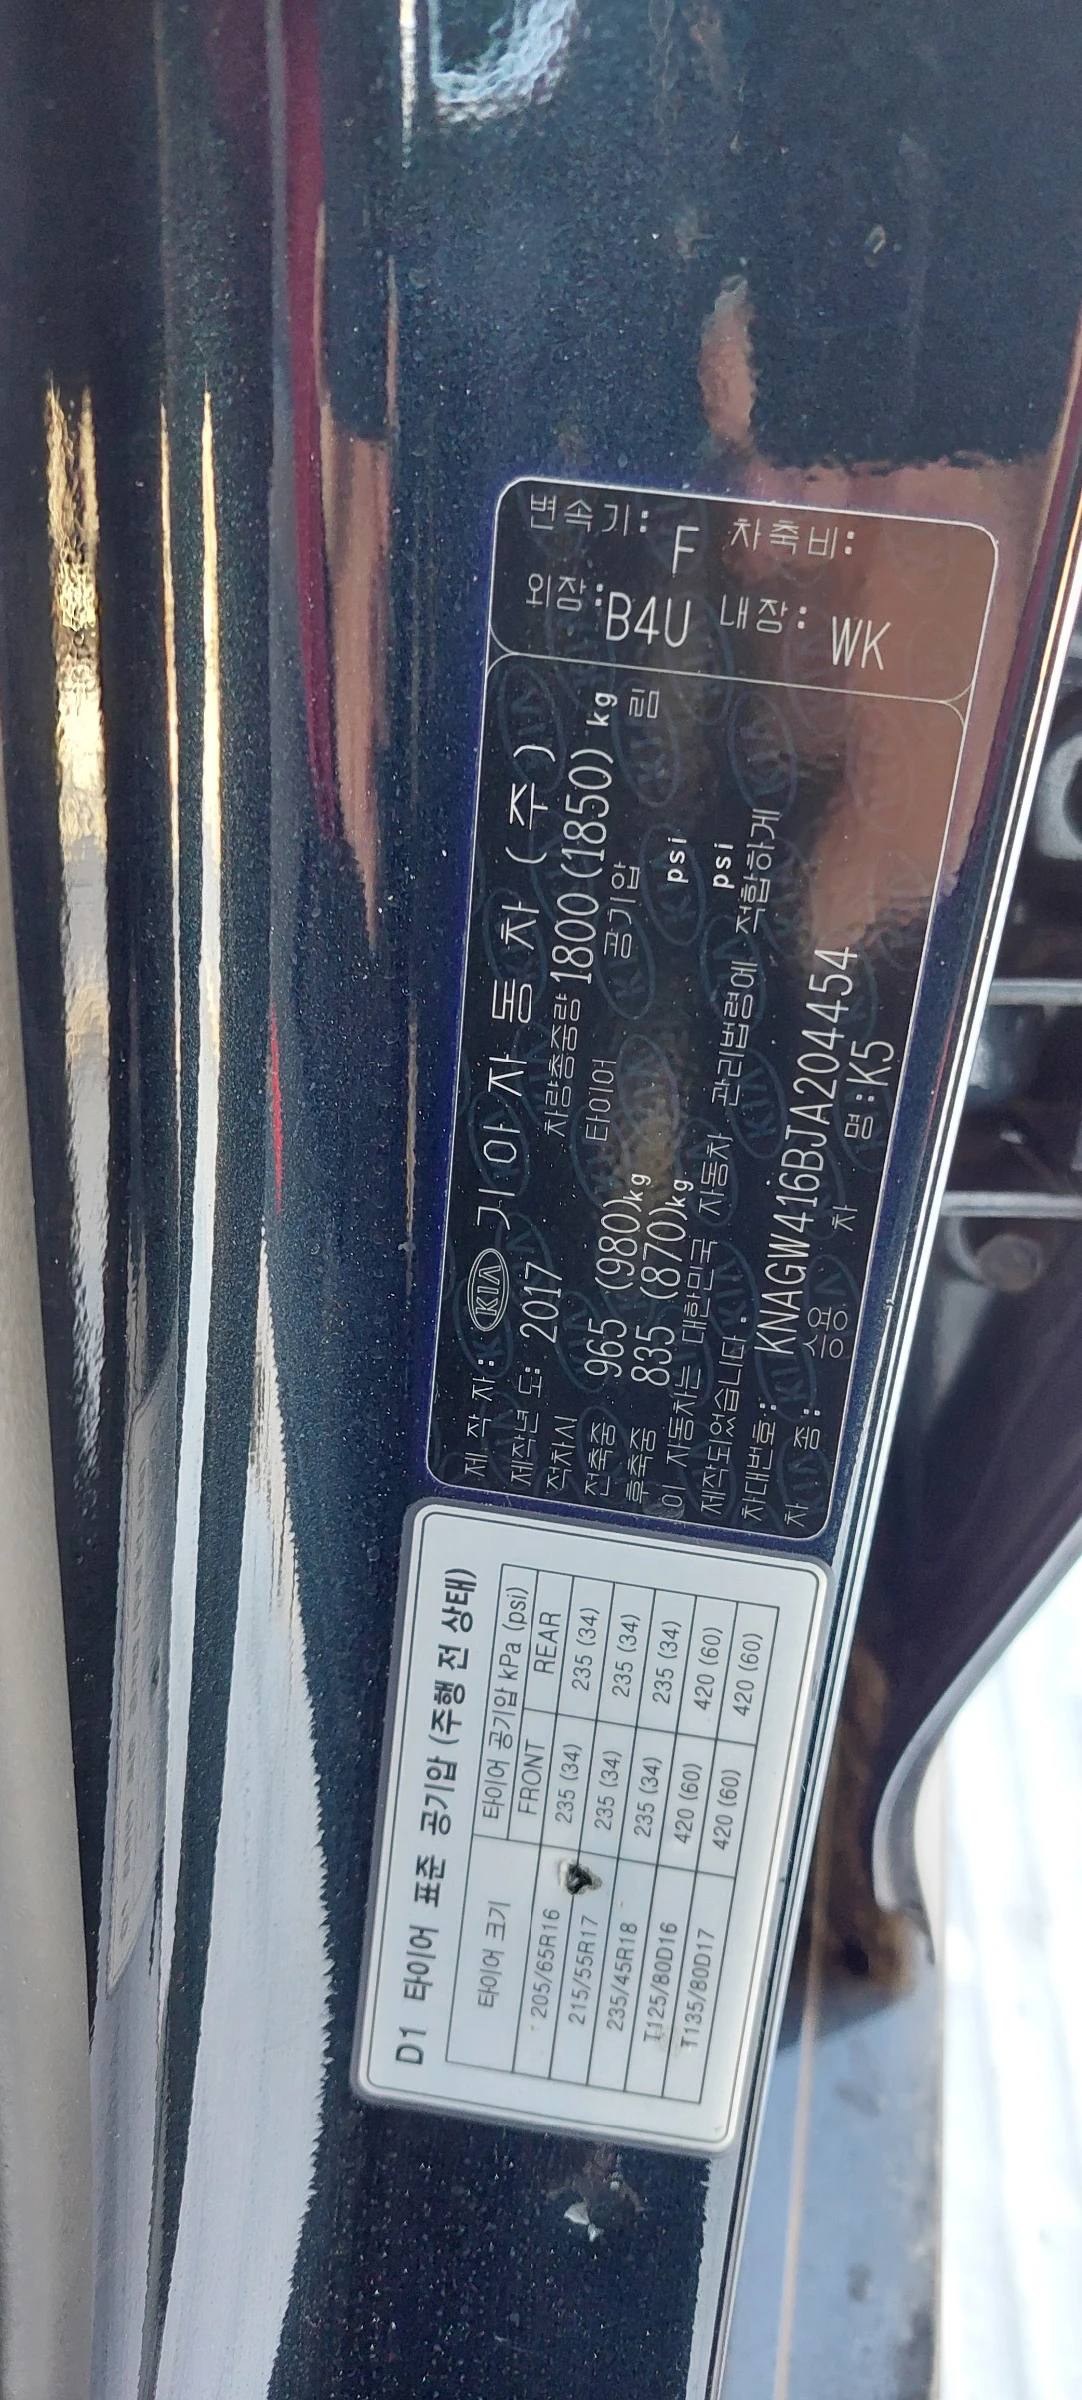 변속기: F 차축비:
외장: B4U 내장: WK
제 작 자: KIA 기아자동차(주)
제작년 도: 2017 차량총중량 1800(1850) kg
적차시 타이어 공기압 림
전축중 965 (980)kg psi
후축중 835 (870)kg psi
이 자동차는 대한민국 자동차 관리법령에 적합하게
제작되었습니다.
차대번호: KNAGW416BJA204454
차 종: 승용 차 명:K5
D1 타이어 표준 공기압 (주행 전 상태)
타이어 크기 타이어 공기압 kPa (psi)
FRONT REAR
205/65R16 235 (34) 235 (34)
215/55R17 235 (34) 235 (34)
235/45R18 235 (34) 235 (34)
T125/80D16 420 (60) 420 (60)
T135/80D17 420 (60) 420 (60)